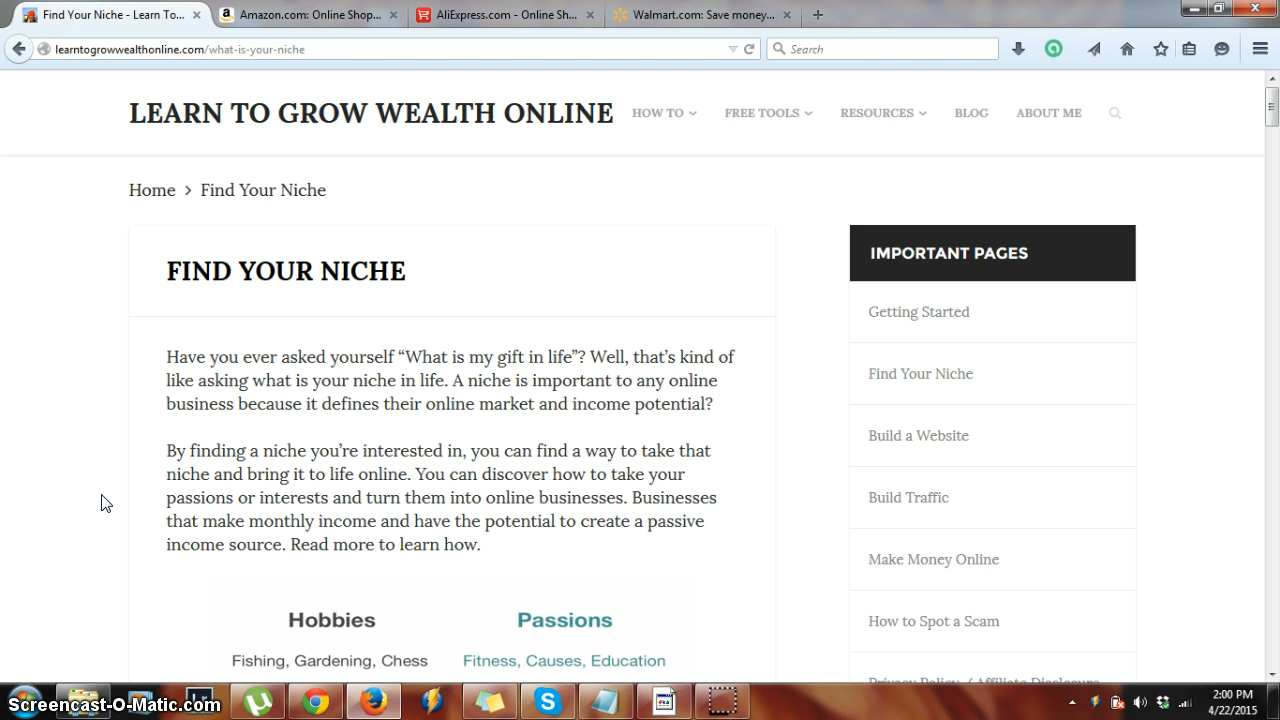 Find Your Niche - Learn To...
Amazon.com: Online Shop...
AliExpress.com - Online Sh...
Walmart.com: Save money...
learntogrowwealthonline.com/what-is-your-niche
Search
LEARN TO GROW WEALTH ONLINE
HOW TO
FREE TOOLS
RESOURCES
BLOG
ABOUT ME
Home > Find Your Niche
FIND YOUR NICHE
Have you ever asked yourself “What is my gift in life”? Well, that’s kind of
like asking what is your niche in life. A niche is important to any online
business because it defines their online market and income potential?
By finding a niche you’re interested in, you can find a way to take that
niche and bring it to life online. You can discover how to take your
passions or interests and turn them into online businesses. Businesses
that make monthly income and have the potential to create a passive
income source. Read more to learn how.
Hobbies
Fishing, Gardening, Chess
Passions
Fitness, Causes, Education
IMPORTANT PAGES
Getting Started
Find Your Niche
Build a Website
Build Traffic
Make Money Online
How to Spot a Scam
Privacy Policy / Affiliate Disclosure
Screencast-O-Matic.com
2:00 PM
4/22/2015